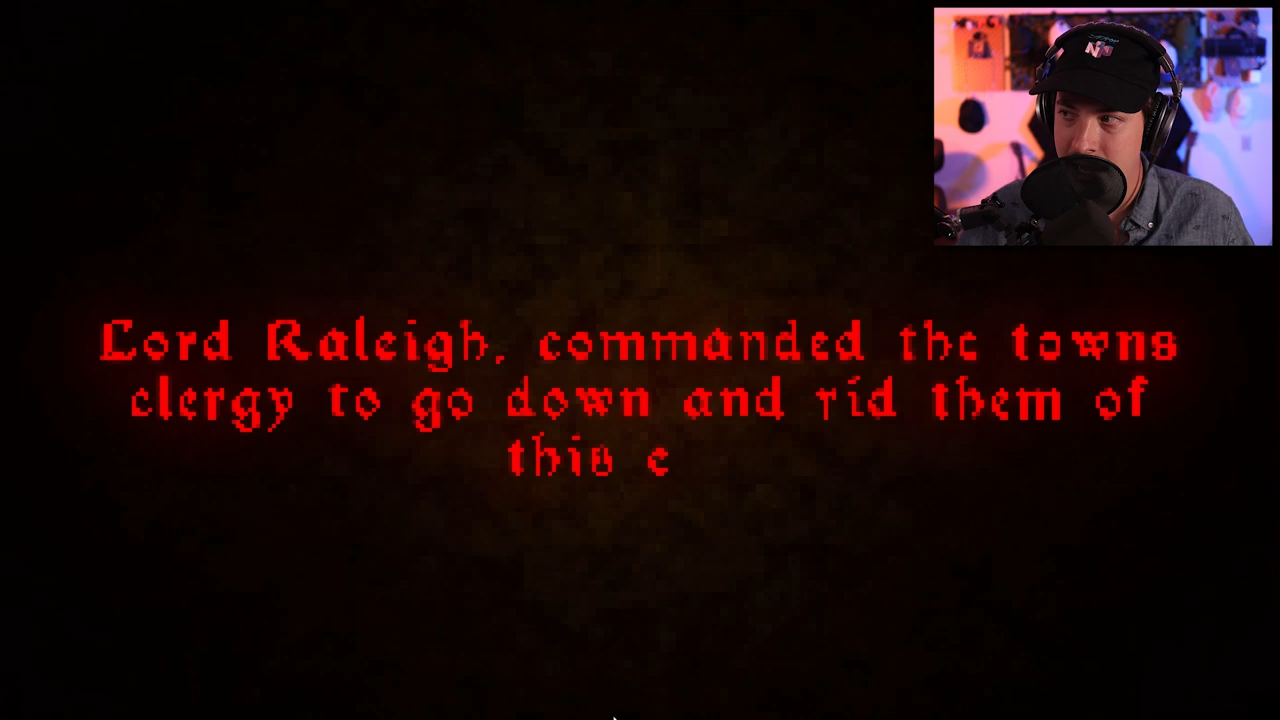 Lord Raleigh, commanded the towns
clergy to go down and rid them of
this e